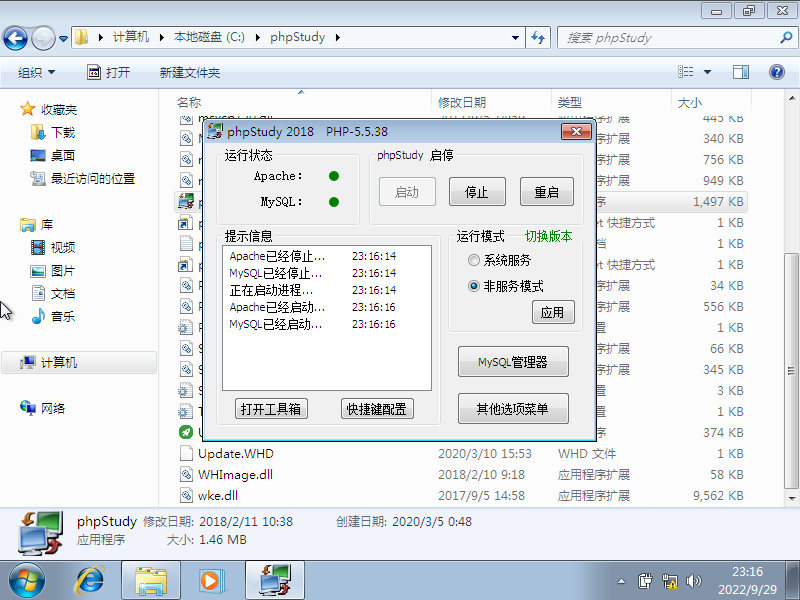 计算机 本地磁盘 (C:) phpStudy
搜索 phpStudy
组织 打开 新建文件夹
名称 修改日期 类型 大小
收藏夹
下载
桌面
最近访问的位置
库
视频
图片
文档
音乐
计算机
网络
445 KB
序扩展 340 KB
序扩展 756 KB
序扩展 949 KB
序 1,497 KB
快捷方式 1 KB
档 1 KB
快捷方式 1 KB
序扩展 34 KB
序扩展 556 KB
置 1 KB
序扩展 66 KB
序扩展 345 KB
置 3 KB
置 1 KB
序 374 KB
phpStudy 2018 PHP-5.5.38
运行状态
Apache:
MySQL:
phpStudy 启停
启动 停止 重启
提示信息
Apache已经停止... 23:16:14
MySQL已经停止... 23:16:14
正在启动进程... 23:16:14
Apache已经启动... 23:16:16
MySQL已经启动... 23:16:16
打开工具箱 快捷键配置
运行模式 切换版本
系统服务
非服务模式
应用
MySQL管理器
其他选项菜单
Update.WHD 2020/3/10 15:53 WHD 文件 1 KB
WHImage.dll 2018/2/10 9:18 应用程序扩展 58 KB
wke.dll 2017/9/5 14:58 应用程序扩展 9,562 KB
phpStudy 修改日期: 2018/2/11 10:38 创建日期: 2020/3/5 0:48
应用程序 大小: 1.46 MB
23:16
2022/9/29